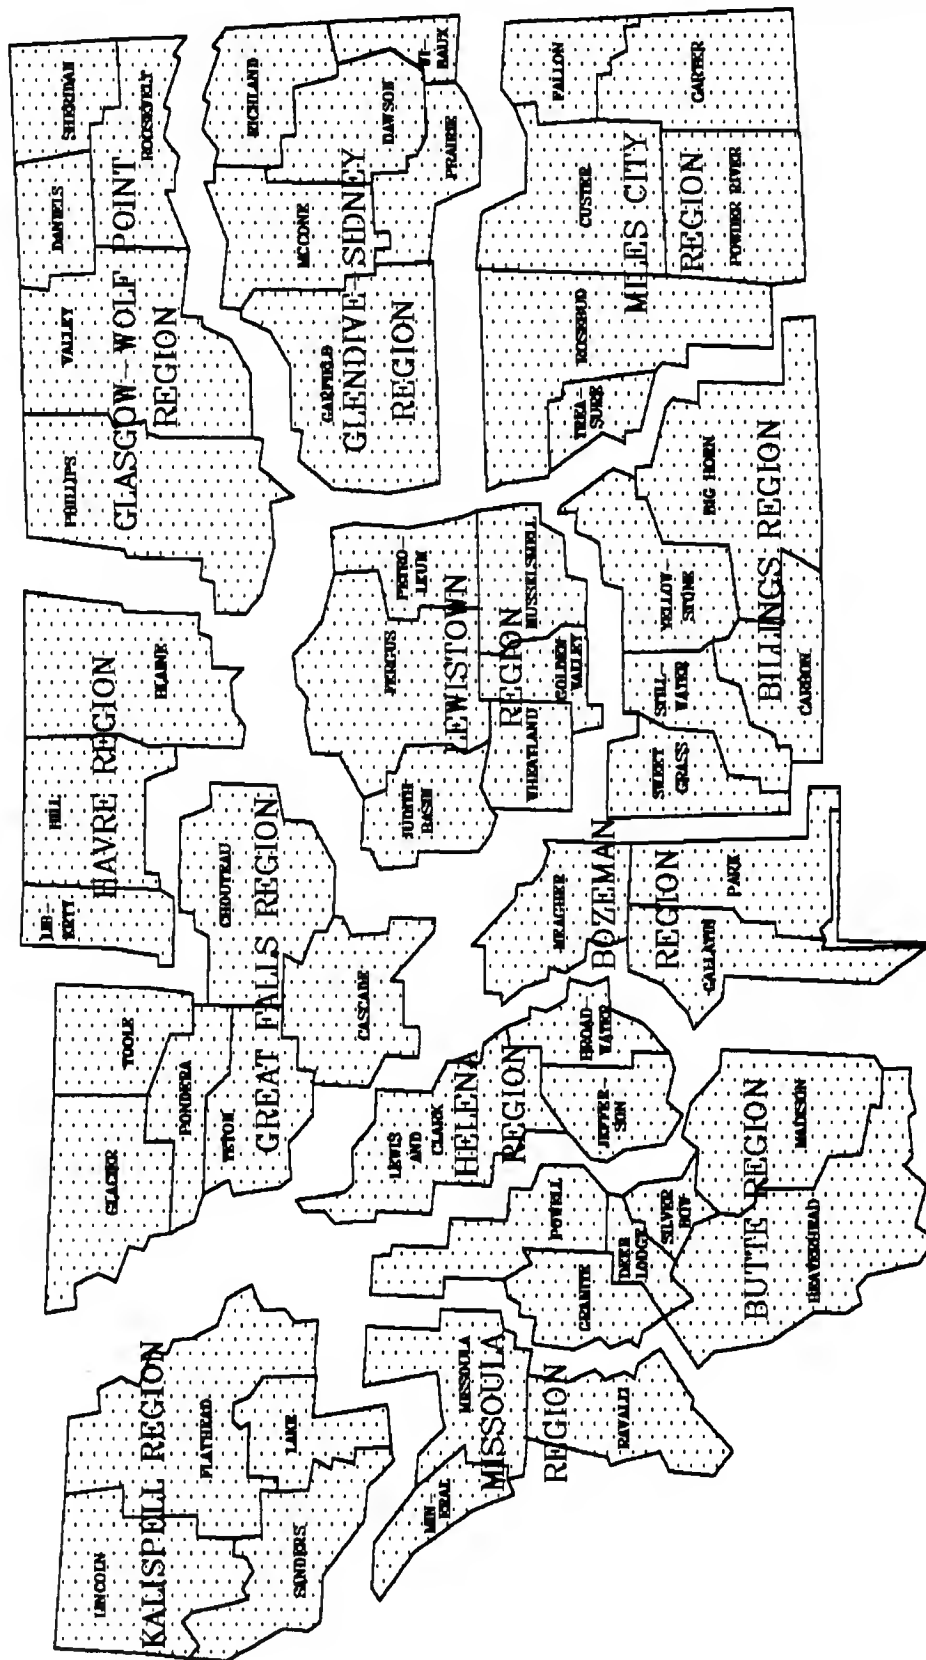 KALISPELL REGION
LINCOLN
FLATHEAD
LAKE
SANDERS
MISSOULA
REGION
MIN-
ERAL
MISSOULA
RAVALLI
GREAT FALLS REGION
GLACIER
TOOLE
PONDERA
TETON
CHOUTEAU
CASCADE
HELENA
REGION
LEWIS
AND
CLARK
JEFFER-
SON
BROAD-
WATER
BUTTE REGION
POWELL
GRANITE
DEER
LODGE
SILVER
BOW
BEAVERHEAD
MADISON
BOZEMAN
REGION
MEAGHER
GALLATIN
PARK
HAVRE REGION
LIB-
ERTY
HILL
BLAINE
LEWISTOWN
REGION
FERGUS
PETRO-
LEUM
JUDITH
BASIN
WHEATLAND
GOLDEN
VALLEY
MUSSELSHELL
BILLINGS REGION
SWEET
GRASS
STILL-
WATER
YELLOW-
STONE
CARBON
BIG HORN
GLASGOW-WOLF POINT
REGION
PHILLIPS
VALLEY
DANIELS
SHERIDAN
ROOSEVELT
GLENDIVE-SIDNEY
REGION
GARFIELD
MCCONE
RICHLAND
DAWSON
WI-
BAUX
PRAIRIE
MILES CITY
REGION
ROSEBUD
TREA-
SURE
CUSTER
FALLON
CARTER
POWDER RIVER